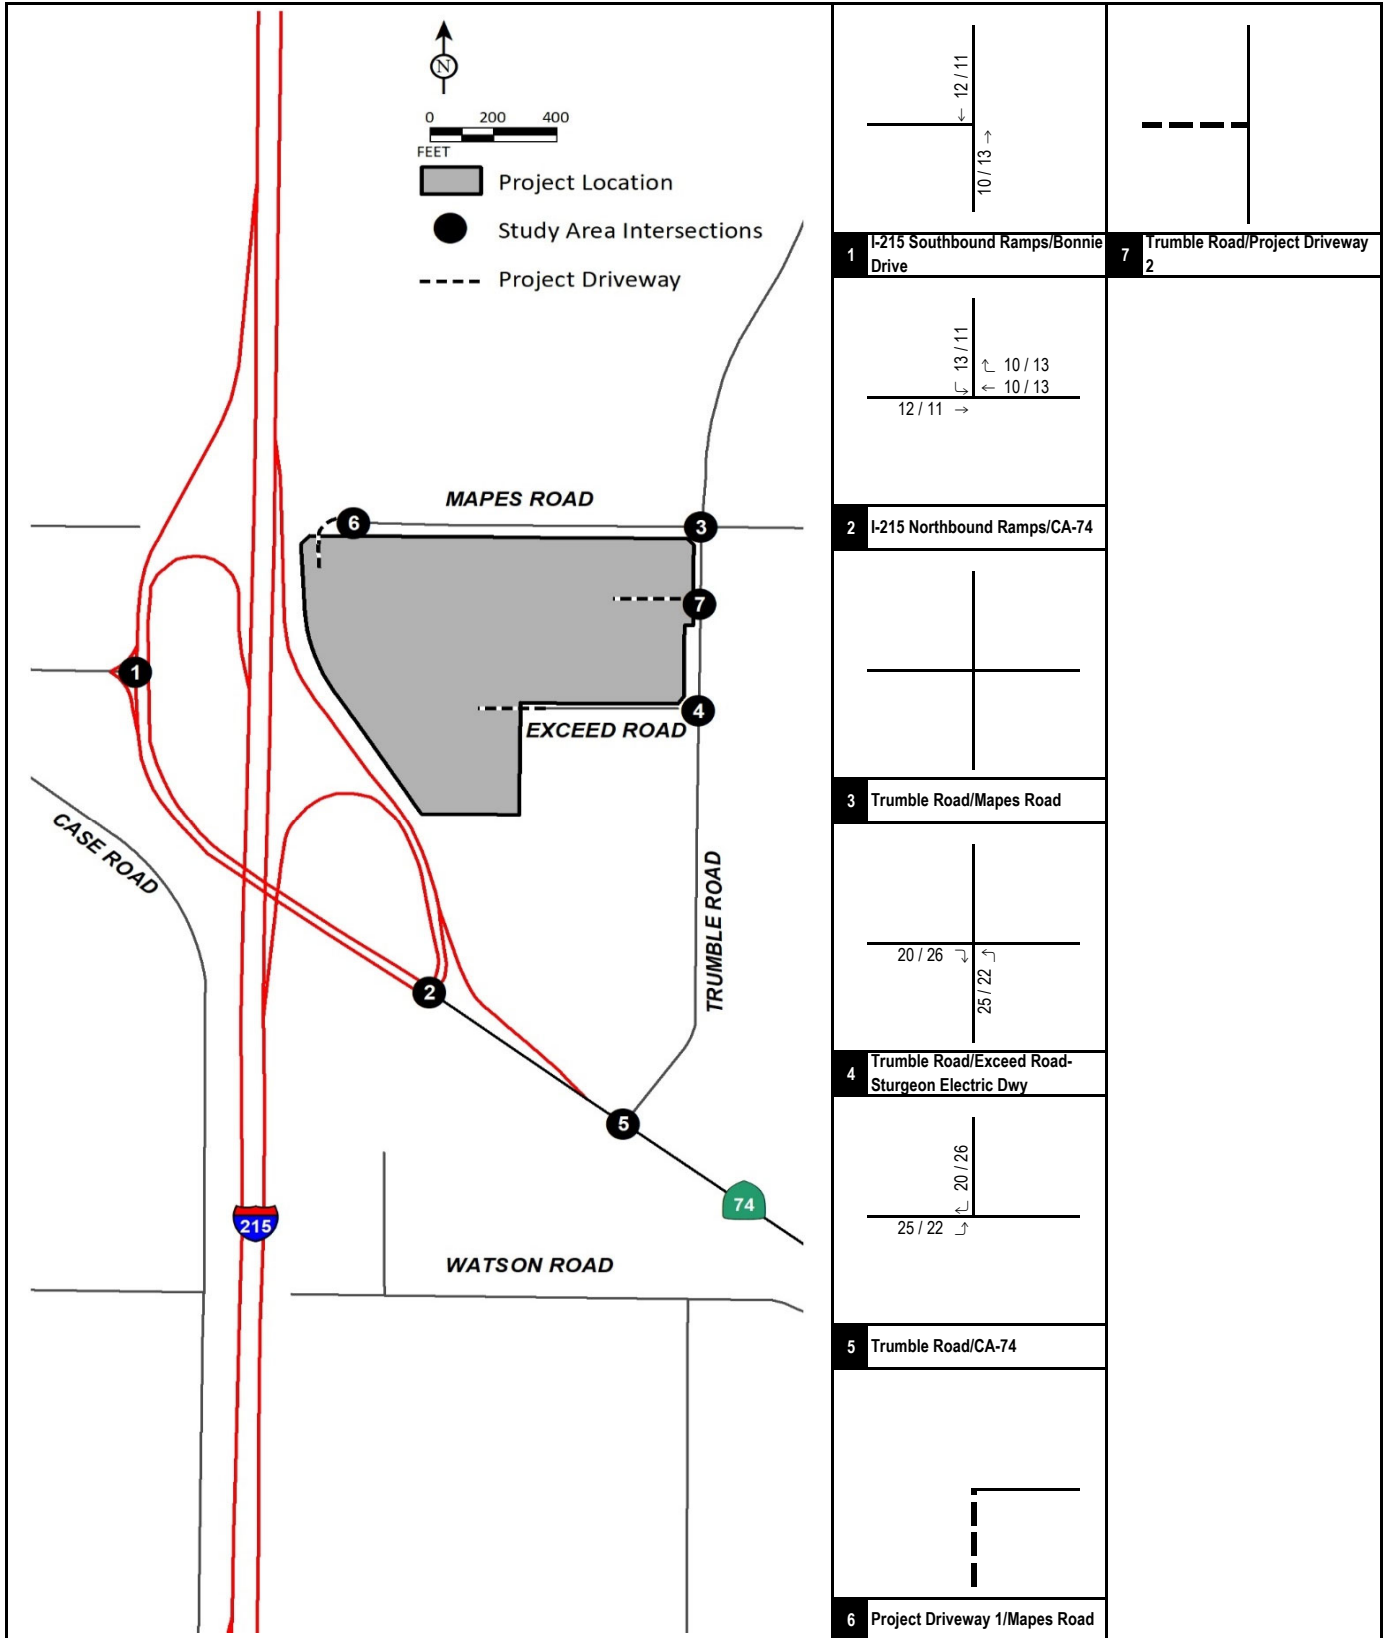 N
0 200 400
FEET
Project Location
Study Area Intersections
Project Driveway
MAPES ROAD
6
3
7
1
4
EXCEED ROAD
CASE ROAD
TRUMBLE ROAD
2
5
74
215
WATSON ROAD
12 / 11 ↓
10 / 13 →
1 I-215 Southbound Ramps/Bonnie
Drive
13 / 11
10 / 13
← 10 / 13
12 / 11 →
2 I-215 Northbound Ramps/CA-74
3 Trumble Road/Mapes Road
20 / 26
25 / 22
4 Trumble Road/Exceed Road-
Sturgeon Electric Dwy
20 / 26
25 / 22
5 Trumble Road/CA-74
6 Project Driveway 1/Mapes Road
7 Trumble Road/Project Driveway
2